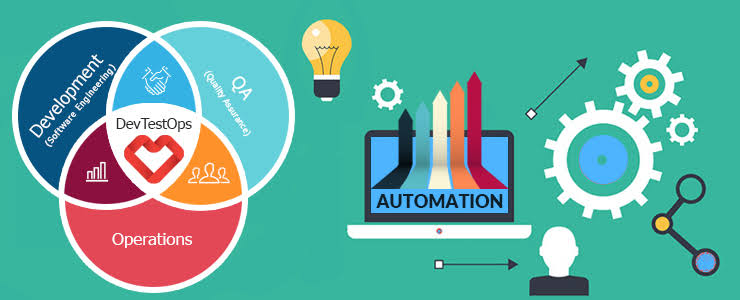 Development
(Software Engineering)
QA
(Quality Assurance)
DevTestOps
Operations
AUTOMATION